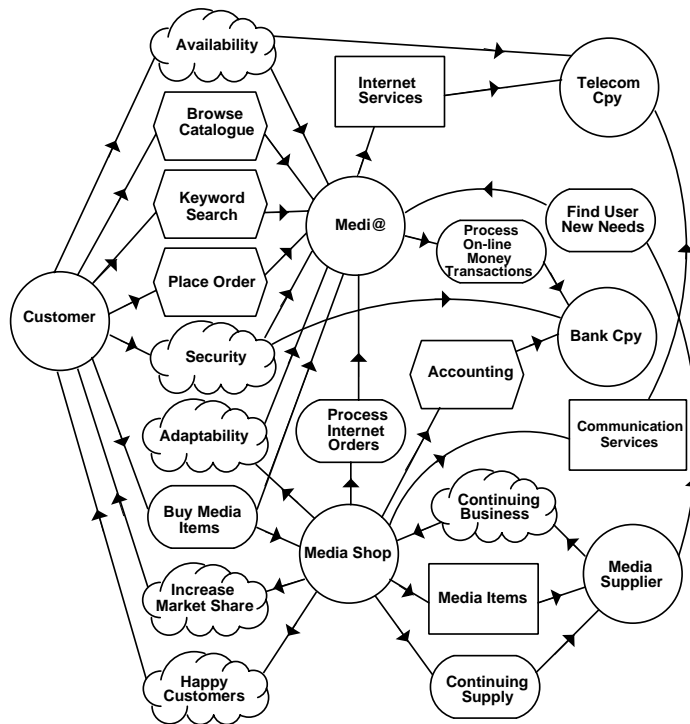 Availability
Internet
Services
Telecom
Cpy
Browse
Catalogue
Keyword
Search
Medi@
Find User
New Needs
Process
On-line
Money
Transactions
Place Order
Customer
Security
Bank Cpy
Accounting
Adaptability
Process
Internet
Orders
Communication
Services
Buy Media
Items
Continuing
Business
Media Shop
Media
Supplier
Increase
Market Share
Media Items
Happy
Customers
Continuing
Supply